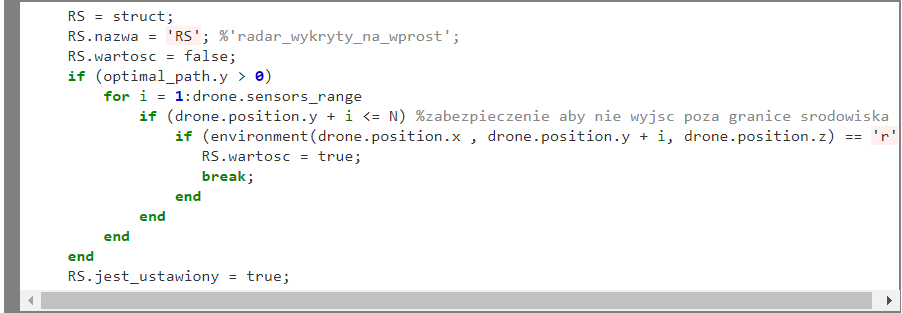 RS = struct;
RS.nazwa = 'RS'; %'radar_wykryty_na_wprost';
RS.wartosc = false;
if (optimal_path.y > 0)
for i = 1:drone.sensors_range
if (drone.position.y + i <= N) %zabezpieczenie aby nie wyjsc poza granice srodowiska
if (environment(drone.position.x , drone.position.y + i, drone.position.z) == 'r'
RS.wartosc = true;
break;
end
end
end
end
RS.jest_ustawiony = true;